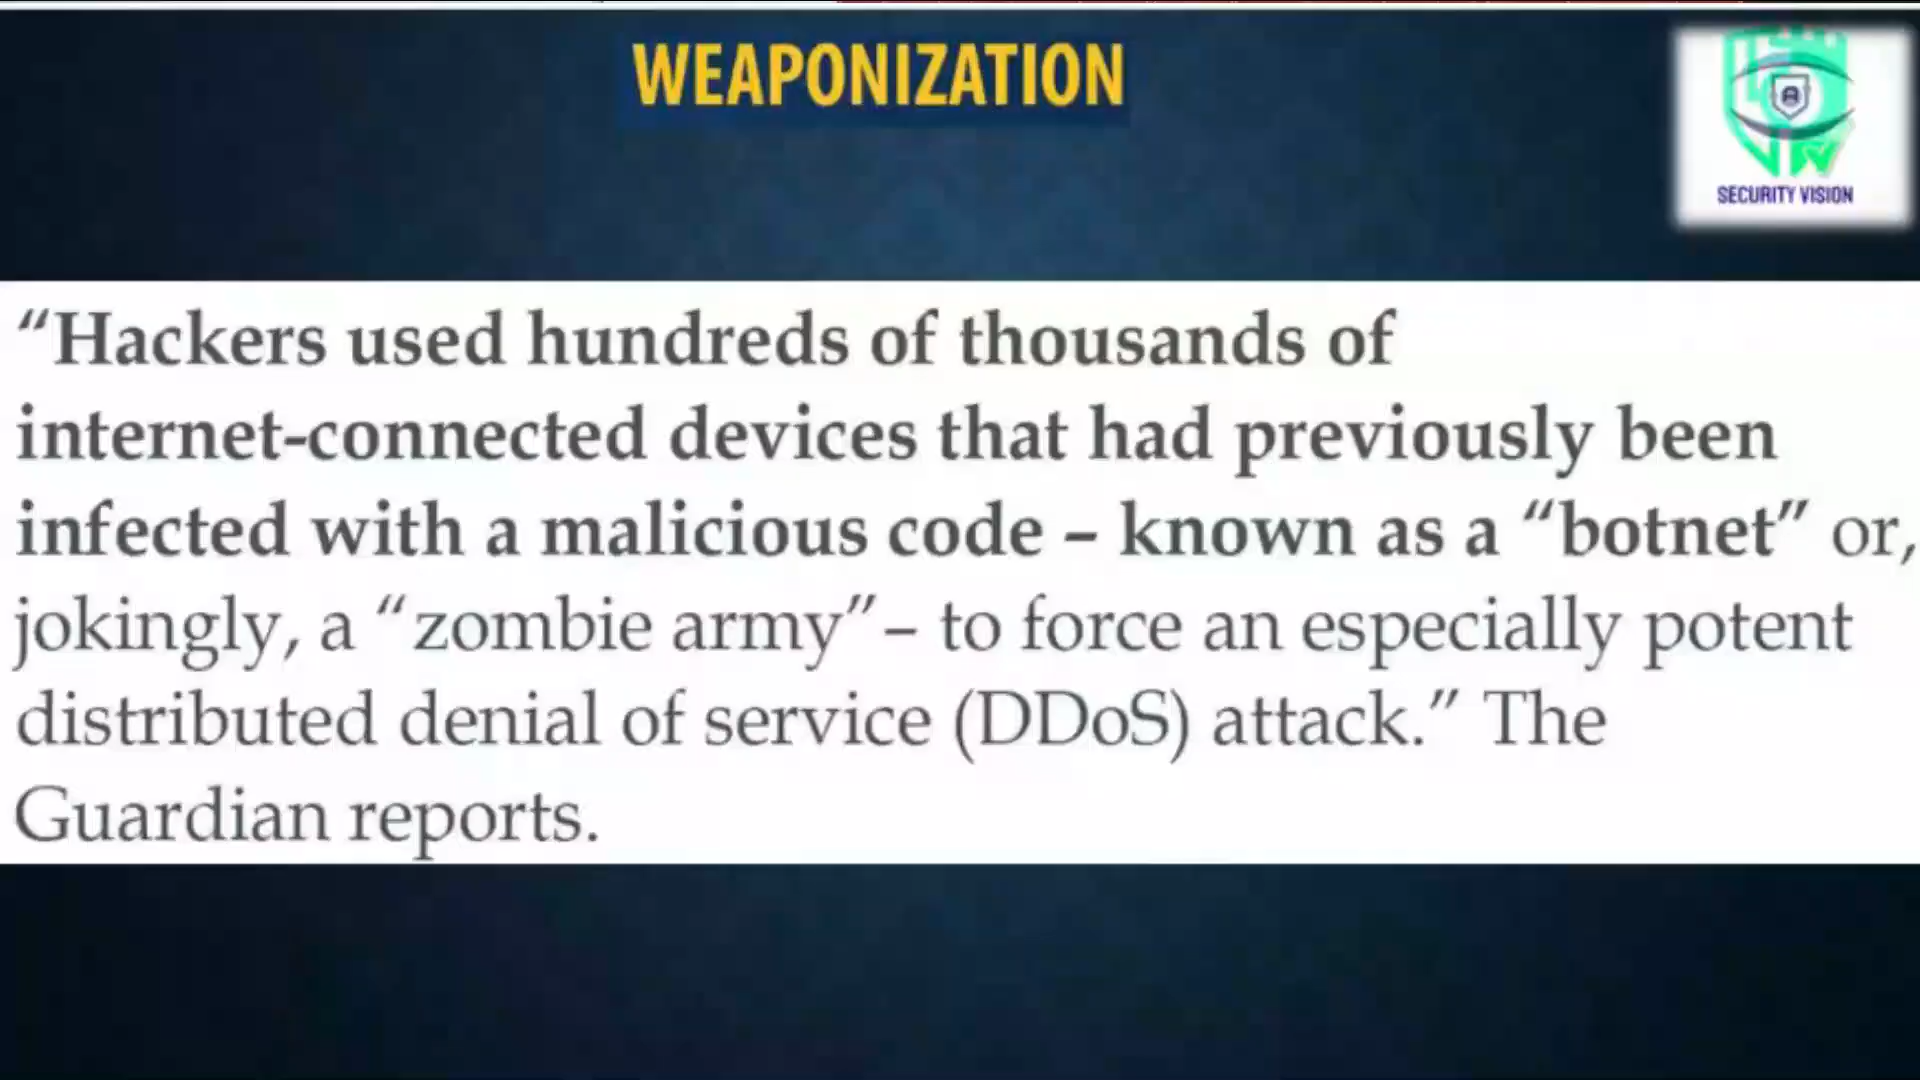 WEAPONIZATION
SECURITY VISION
“Hackers used hundreds of thousands of
internet-connected devices that had previously been
infected with a malicious code – known as a “botnet” or,
jokingly, a “zombie army”– to force an especially potent
distributed denial of service (DDoS) attack.” The
Guardian reports.